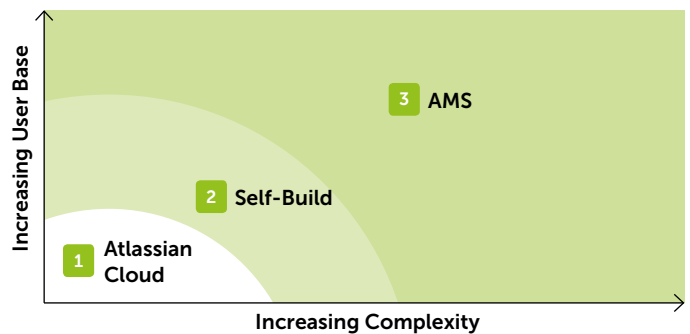 Increasing User Base
3 AMS
2 Self-Build
1 Atlassian
Cloud
Increasing Complexity